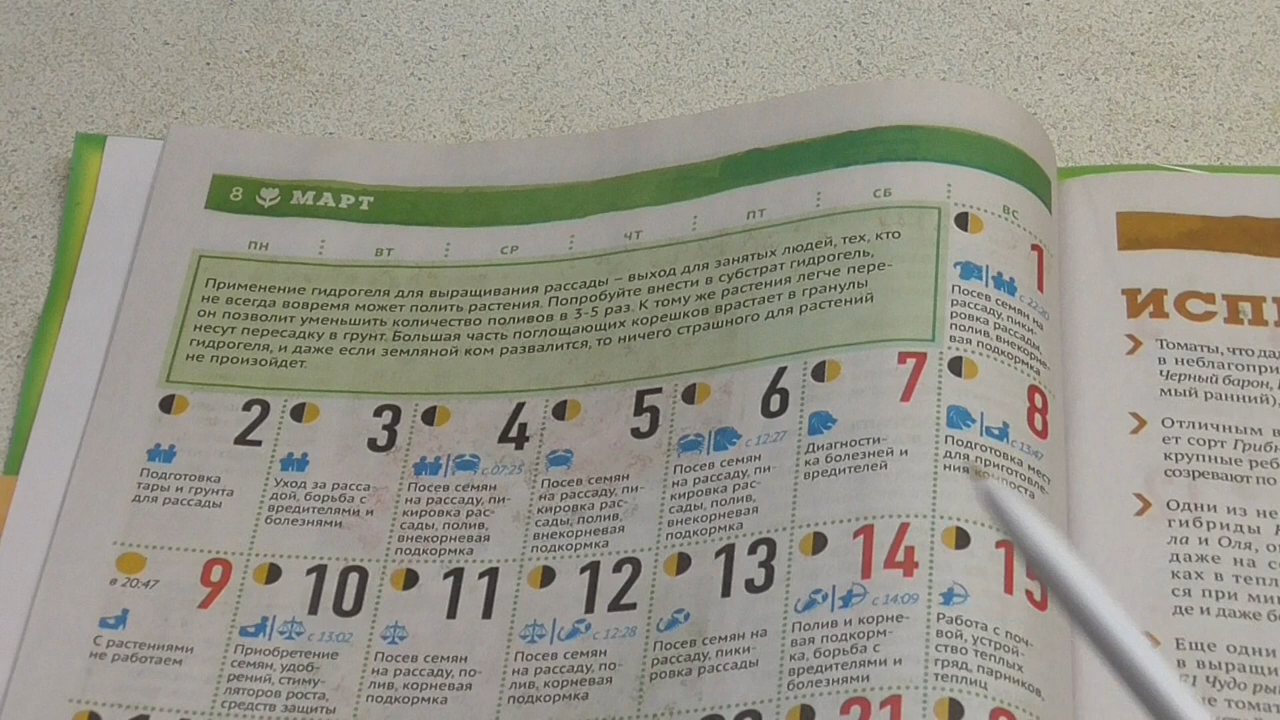 8 МАРТ
ПН ВТ СР ЧТ ПТ СБ ВС
Применение гидрогеля для выращивания рассады – выход для занятых людей, тех, кто
не всегда вовремя может полить растения. Попробуйте внести в субстрат гидрогель,
он позволит уменьшить количество поливов в 3-5 раз. К тому же растения легче пере-
несут пересадку в грунт. Большая часть поглощающих корешков врастает в гранулы
гидрогеля, и даже если земляной ком развалится, то ничего страшного для растений
не произойдет.
1
с 22:20
Посев семян на
рассаду, пики-
ровка рассады,
полив, внекорне-
вая подкормка
2
Подготовка
тары и грунта
для рассады
3
Уход за расса-
дой, борьба с
вредителями и
болезнями
4
с 07:25
Посев семян
на рассаду, пи-
кировка рас-
сады, полив,
внекорневая
подкормка
5
Посев семян
на рассаду, пи-
кировка рас-
сады, полив,
внекорневая
подкормка
6
с 12:27
Посев семян
на рассаду, пи-
кировка рас-
сады, полив,
внекорневая
подкормка
7
Диагности-
ка болезней и
вредителей
8
с 13:47
Подготовка мест
для приготовле-
ния компоста
9
в 20:47
С растениями
не работаем
10
с 13:02
Приобретение
семян, удоб-
рений, стиму-
ляторов роста,
средств защиты
11
Посев семян
на рассаду, по-
лив, корневая
подкормка
12
с 12:28
Посев семян
на рассаду, по-
лив, корневая
подкормка
13
Посев семян на
рассаду, пики-
ровка рассады
14
с 14:09
Полив и корне-
вая подкорм-
ка, борьба с
вредителями и
болезнями
15
Работа с поч-
вой, устрой-
ство теплых
гряд, парников,
теплиц
21
ИСП
Томаты, что да
в неблагопри
Черный барон,
мый ранний)
Отличным в
ет сорт Грибн
крупные реб
созревают по
Одни из не
гибриды
ла и Оля, о
даже на с
ках в тепл
ся при ми
де и даже б
Еще одни
в выращи
Чудо ры
томат